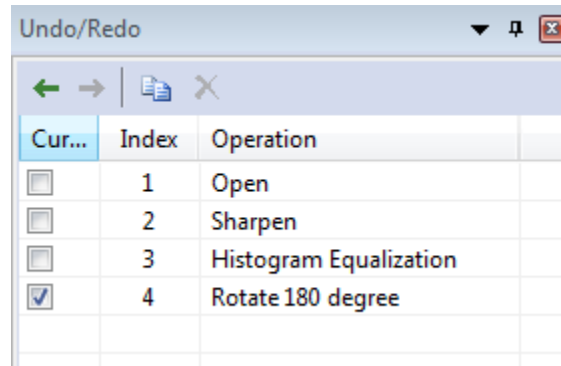 Undo/Redo
Cur... Index Operation
1 Open
2 Sharpen
3 Histogram Equalization
4 Rotate 180 degree